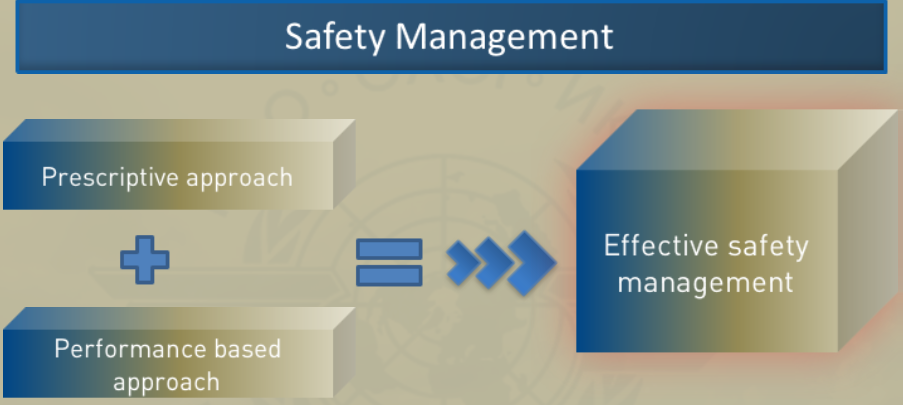 Safety Management
Prescriptive approach
Performance based
approach
Effective safety
management